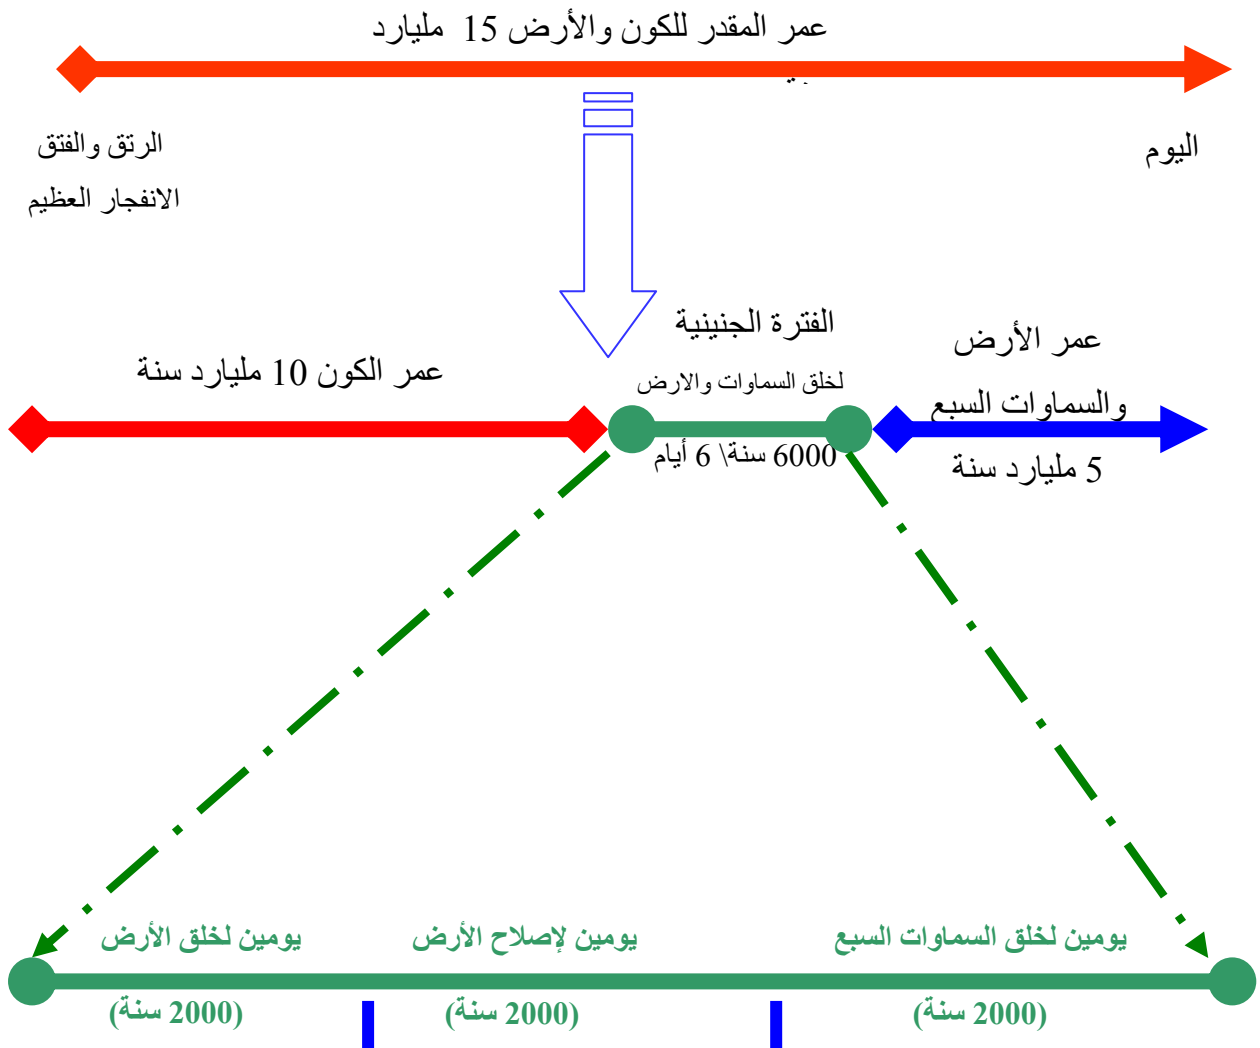 عمر المقدر للكون والأرض 15 مليارد
الرتق والفتق
الانفجار العظيم
اليوم
عمر الكون 10 مليارد سنة
الفترة الجنينية
لخلق السماوات والارض
6000 سنة\ 6 أيام
عمر الأرض
والسماوات السبع
5 مليارد سنة
يومين لخلق الأرض
(2000 سنة)
يومين لإصلاح الأرض
(2000 سنة)
يومين لخلق السماوات السبع
(2000 سنة)